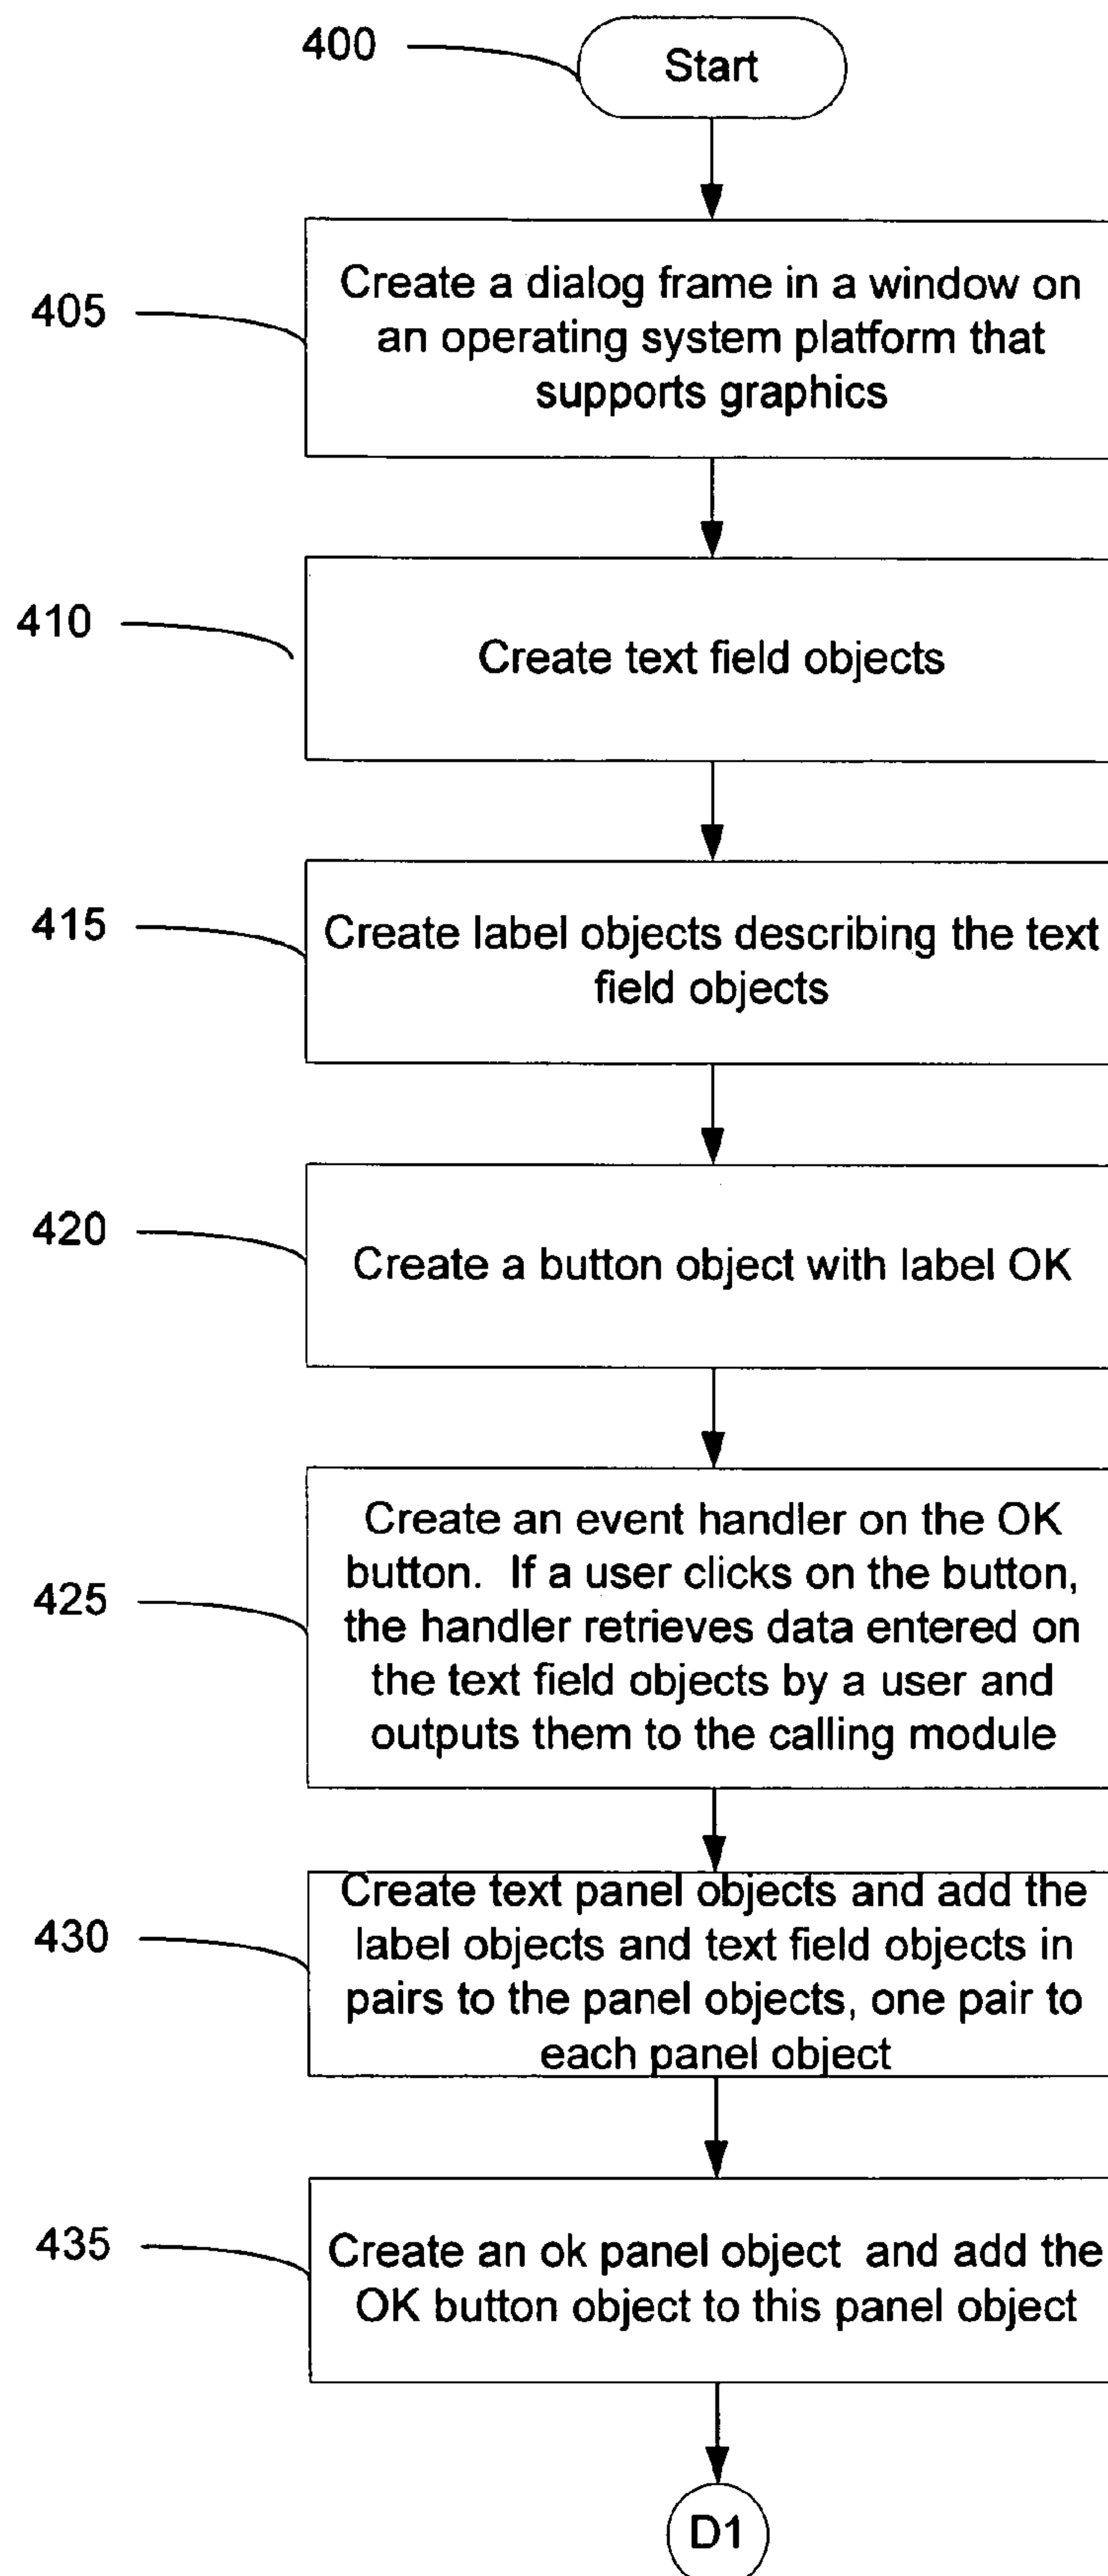 400
Start
405
Create a dialog frame in a window on
an operating system platform that
supports graphics
410
Create text field objects
415
Create label objects describing the text
field objects
420
Create a button object with label OK
425
Create an event handler on the OK
button.  If a user clicks on the button,
the handler retrieves data entered on
the text field objects by a user and
outputs them to the calling module
430
Create text panel objects and add the
label objects and text field objects in
pairs to the panel objects, one pair to
each panel object
435
Create an ok panel object  and add the
OK button object to this panel object
D1